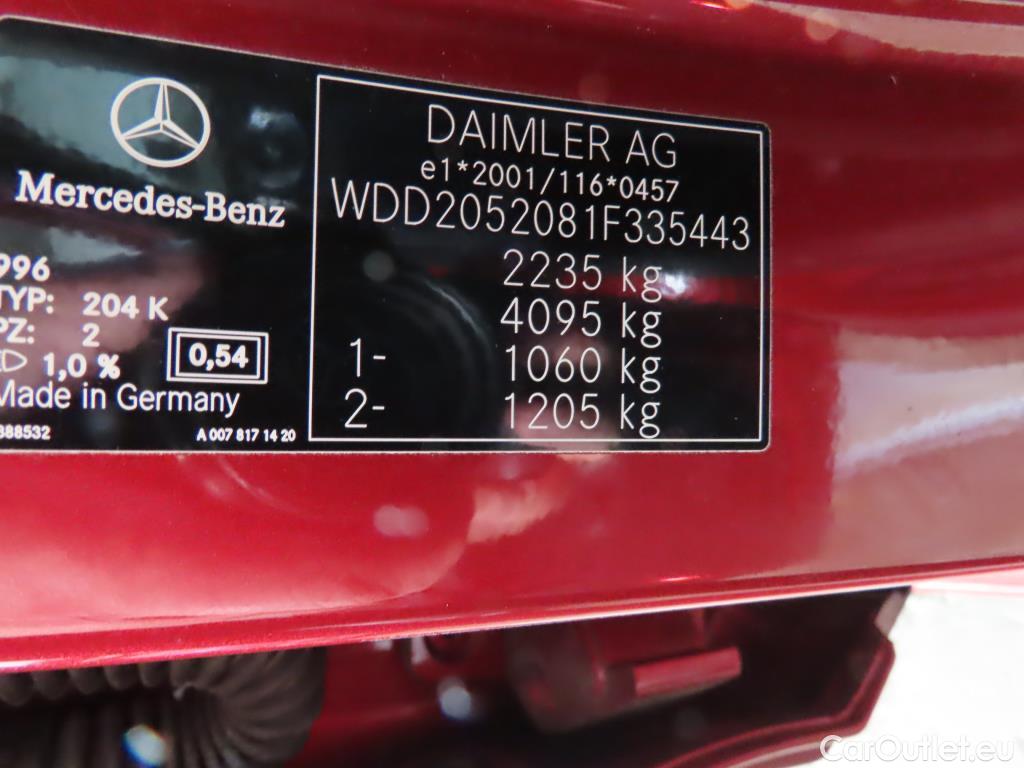 Mercedes-Benz
996
TYP: 204 K
PZ: 2
1,0 %
0,54
Made in Germany
388532
A 007 817 14 20
DAIMLER AG
e1*2001/116*0457
WDD2052081F335443
2235 kg
4095 kg
1- 1060 kg
2- 1205 kg
CarOutlet.eu